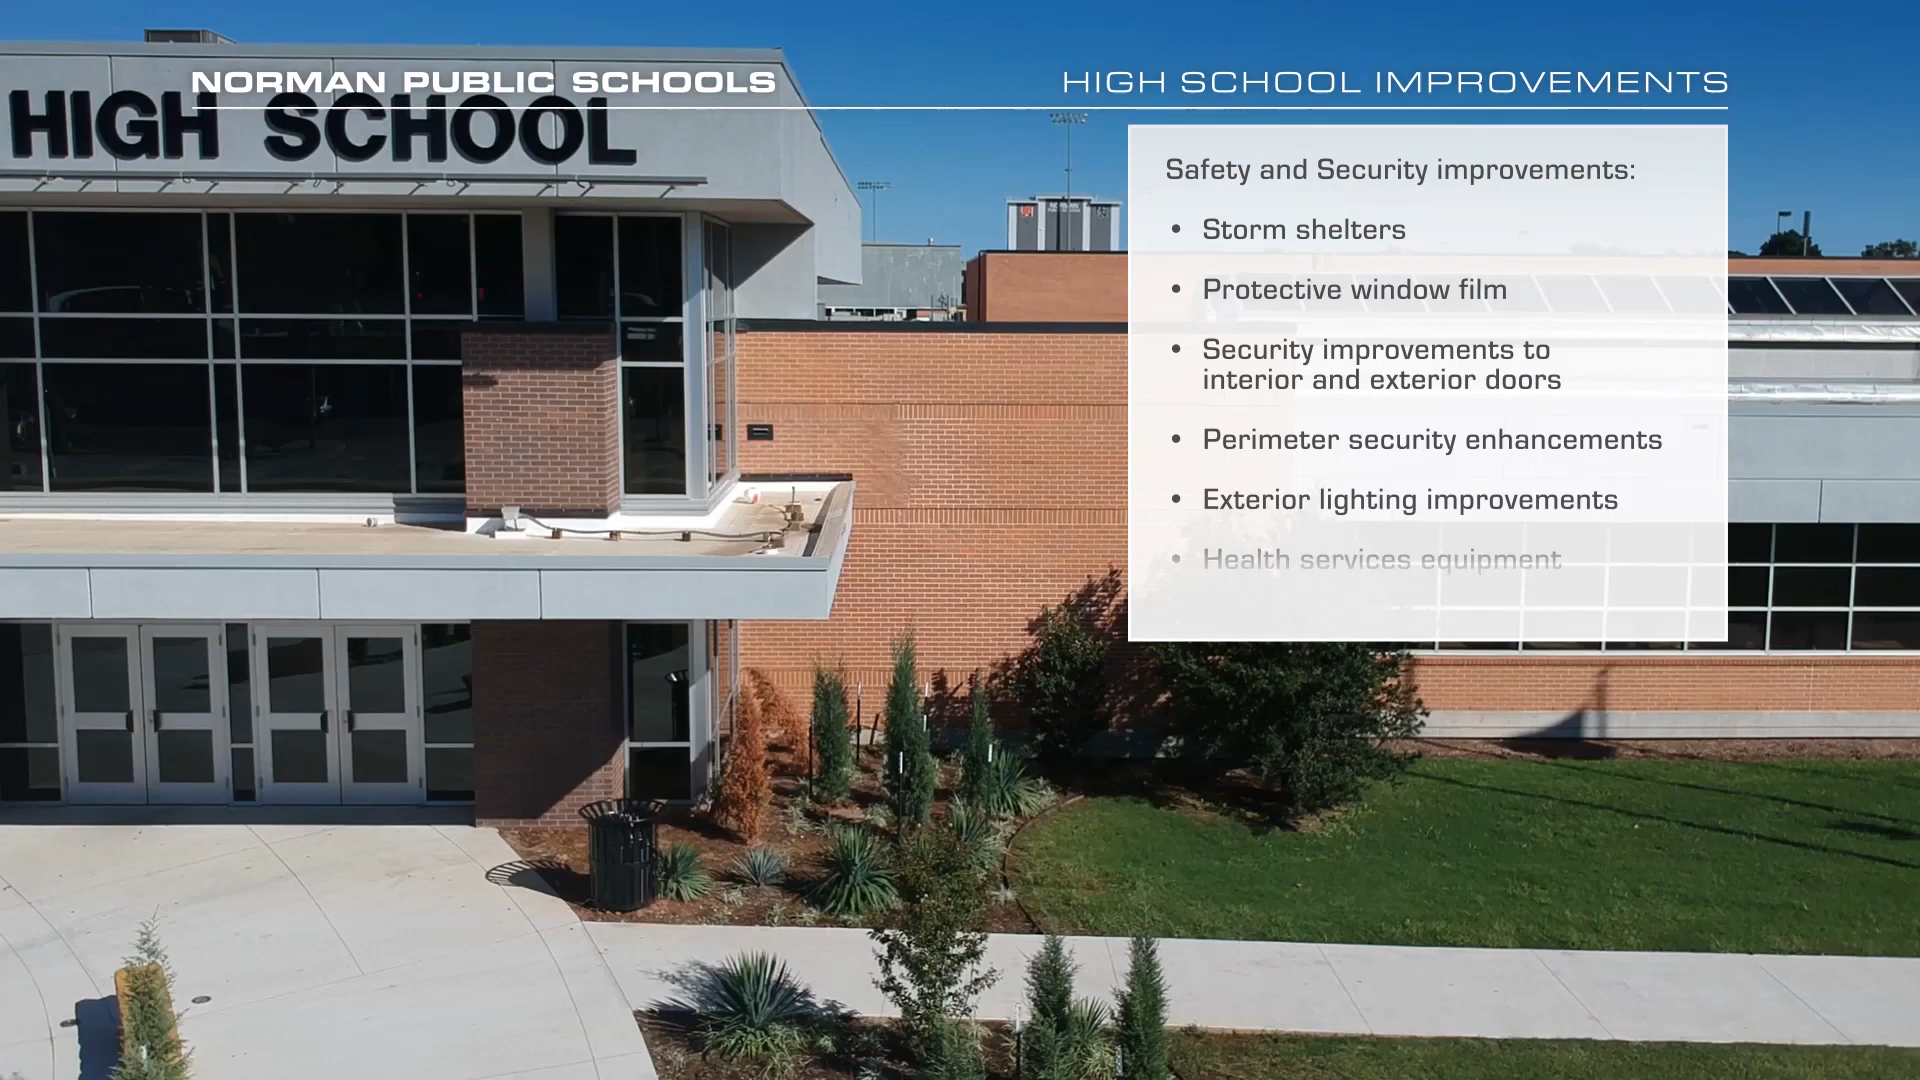 NORMAN PUBLIC SCHOOLS
HIGH SCHOOL IMPROVEMENTS
HIGH SCHOOL
Safety and Security improvements:
• Storm shelters
• Protective window film
• Security improvements to
interior and exterior doors
• Perimeter security enhancements
• Exterior lighting improvements
• Health services equipment
NORMAN